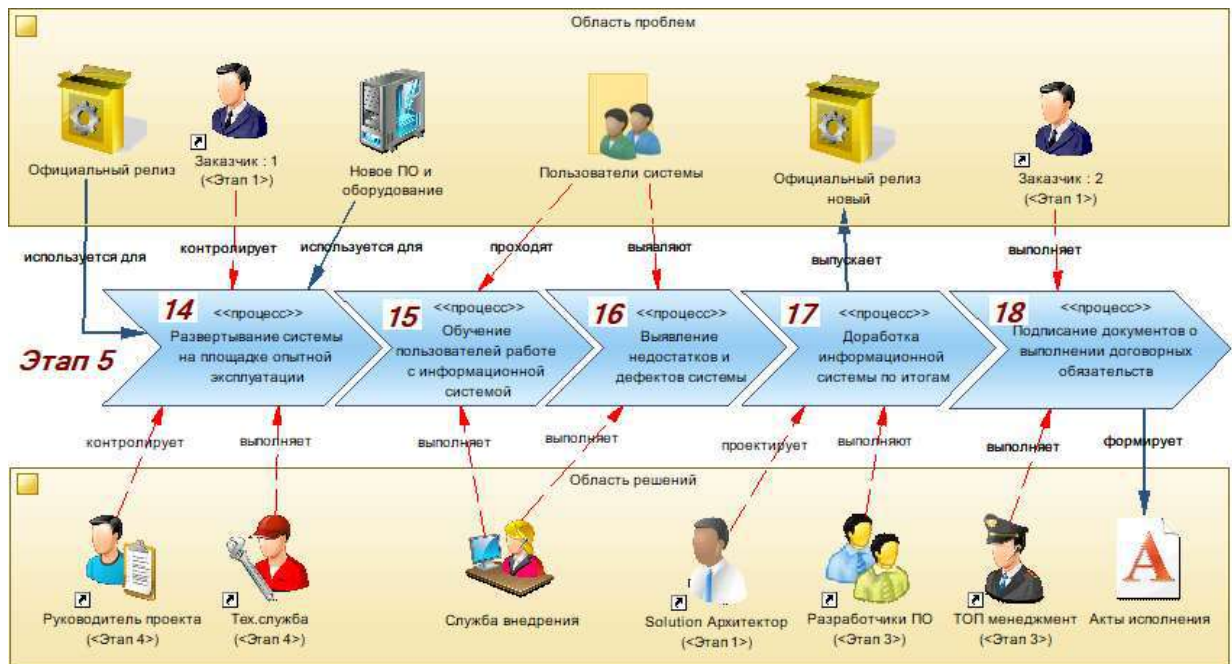 Область проблем
Официальный релиз
Заказчик : 1
(<Этап 1>)
Новое ПО и
оборудование
Пользователи системы
Официальный релиз
новый
Заказчик : 2
(<Этап 1>)
используется для
контролирует
используется для
проходят
выявляют
выпускает
выполняет
Этап 5
14
<<процесс>>
Развертывание системы
на площадке опытной
эксплуатации
15
<<процесс>>
Обучение
пользователей работе
с информационной
системой
16
<<процесс>>
Выявление
недостатков и
дефектов системы
17
<<процесс>>
Доработка
информационной
системы по итогам
18
<<процесс>>
Подписание документов о
выполнении договорных
обязательств
контролирует
выполняет
выполняет
выполняет
проектирует
выполняют
выполняет
формирует
Область решений
Руководитель проекта
(<Этап 4>)
Тех.служба
(<Этап 4>)
Служба внедрения
Solution Архитектор
(<Этап 1>)
Разработчики ПО
(<Этап 3>)
ТОП менеджмент
(<Этап 3>)
A
Акты исполнения